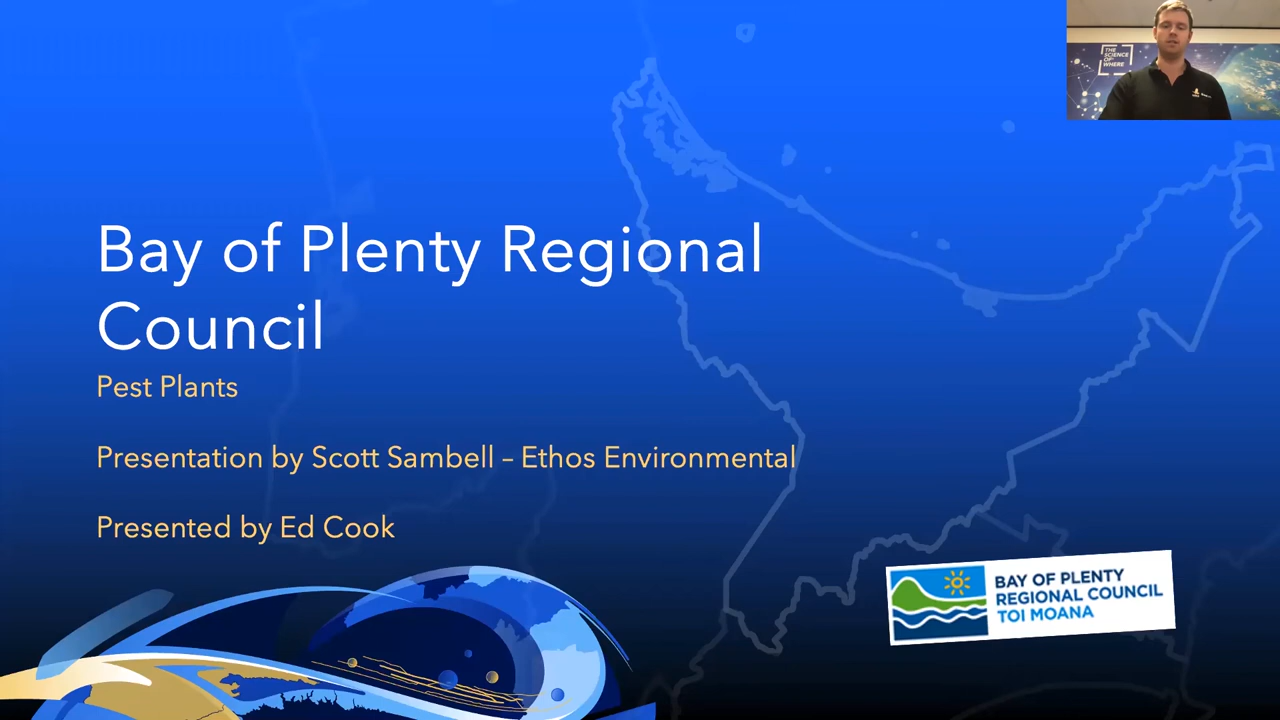 THE
SCIENCE
OF
WHERE
Bay of Plenty Regional
Council
Pest Plants
Presentation by Scott Sambell – Ethos Environmental
Presented by Ed Cook
BAY OF PLENTY
REGIONAL COUNCIL
TOI MOANA